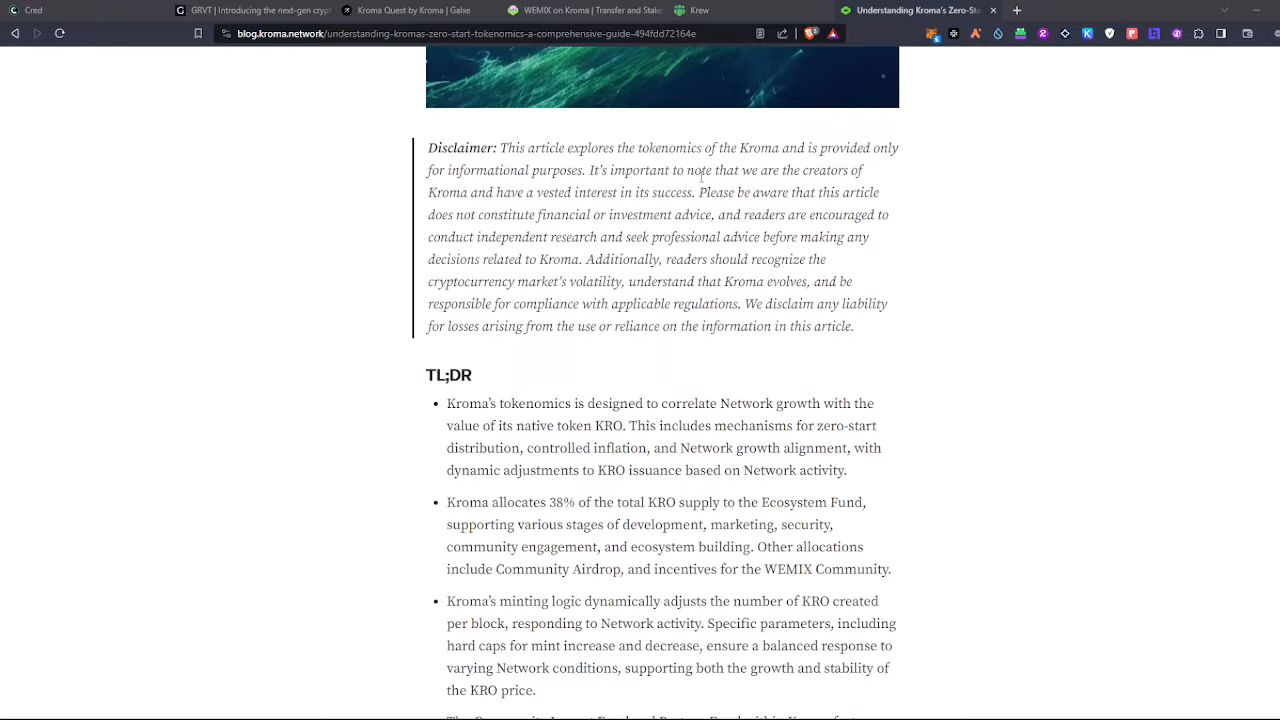 Cred
GRVT | Introducing the next-gen crypt
Kroma Quest by Kroma | Galxe
WEMIX on Kroma | Transfer and Stake
Krew
Understanding Kroma's Zero-Sta
blog.kroma.network/understanding-kromas-zero-start-tokenomics-a-comprehensive-guide-494fdd72164e
Disclaimer: This article explores the tokenomics of the Kroma and is provided only
for informational purposes. It's important to note that we are the creators of
Kroma and have a vested interest in its success. Please be aware that this article
does not constitute financial or investment advice, and readers are encouraged to
conduct independent research and seek professional advice before making any
decisions related to Kroma. Additionally, readers should recognize the
cryptocurrency market's volatility, understand that Kroma evolves, and be
responsible for compliance with applicable regulations. We disclaim any liability
for losses arising from the use or reliance on the information in this article.
TL;DR
• Kroma's tokenomics is designed to correlate Network growth with the
value of its native token KRO. This includes mechanisms for zero-start
distribution, controlled inflation, and Network growth alignment, with
dynamic adjustments to KRO issuance based on Network activity.
• Kroma allocates 38% of the total KRO supply to the Ecosystem Fund,
supporting various stages of development, marketing, security,
community engagement, and ecosystem building. Other allocations
include Community Airdrop, and incentives for the WEMIX Community.
• Kroma's minting logic dynamically adjusts the number of KRO created
per block, responding to Network activity. Specific parameters, including
hard caps for mint increase and decrease, ensure a balanced response to
varying Network conditions, supporting both the growth and stability of
the KRO price.